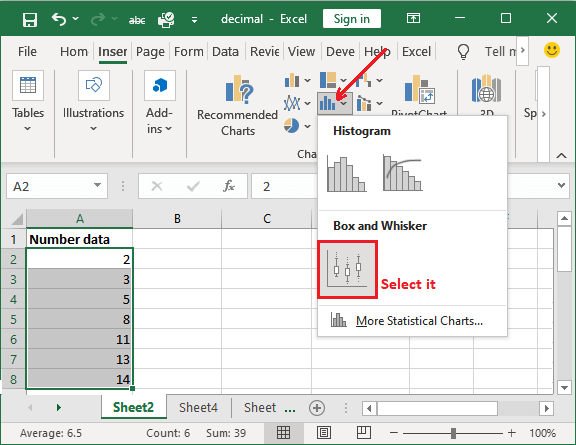 abc
decimal - Excel
Sign in
File Hom Inser Page Form Data Revie View Deve Help Excel Tell m
Tables
Illustrations
Add-
ins
Recommended
Charts
PivotChart
3D
Sp
Cha
Histogram
Box and Whisker
Select it
More Statistical Charts...
A2
fx
2
A B C F
1 Number data
2 2
3 3
4 5
5 8
6 11
7 13
8 14
Sheet2 Sheet4 Sheet ...
Average: 6.5 Count: 6 Sum: 39 100%